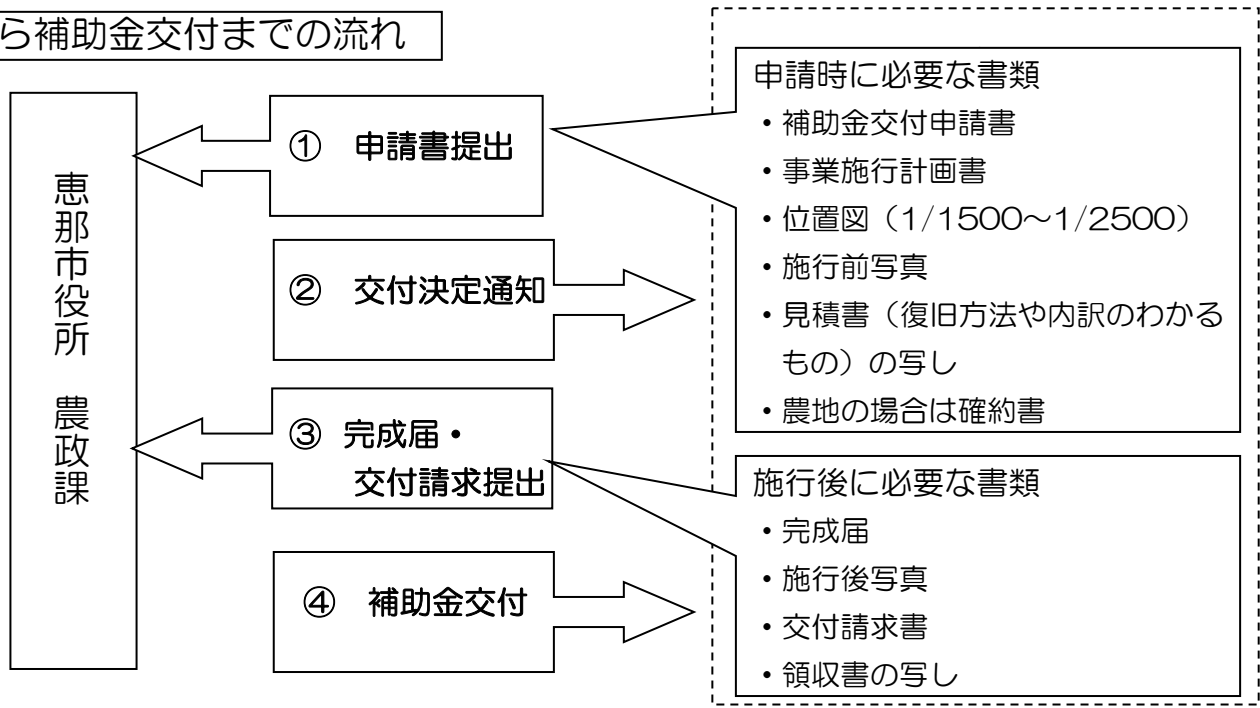 ら補助金交付までの流れ
恵那市役所 農政課
① 申請書提出
② 交付決定通知
③ 完成届・
交付請求提出
④ 補助金交付
申請時に必要な書類
・補助金交付申請書
・事業施行計画書
・位置図（1/1500～1/2500）
・施行前写真
・見積書（復旧方法や内訳のわかる
もの）の写し
・農地の場合は確約書
施行後に必要な書類
・完成届
・施行後写真
・交付請求書
・領収書の写し